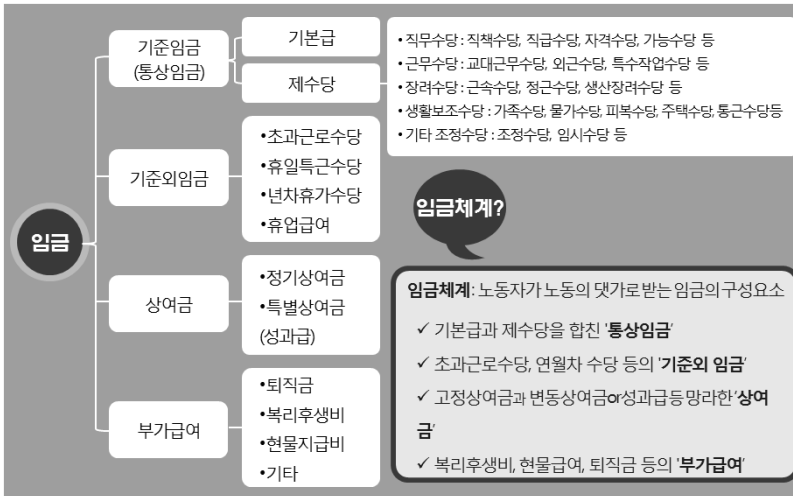 임금
기준임금
(통상임금)
기본급
제수당
•직무수당 : 직책수당, 직급수당, 자격수당, 가능수당 등
•근무수당 : 교대근무수당, 외근수당, 특수작업수당 등
•장려수당 : 근속수당, 정근수당, 생산장려수당 등
•생활보조수당 : 가족수당, 물가수당, 피복수당, 주택수당, 통근수당등
•기타 조정수당 : 조정수당, 임시수당 등
기준외임금
•초과근로수당
•휴일특근수당
•년차휴가수당
•휴업급여
상여금
•정기상여금
•특별상여금
(성과급)
부가급여
•퇴직금
•복리후생비
•현물지급비
•기타
임금체계?
임금체계: 노동자가 노동의 댓가로 받는 임금의 구성요소
✓ 기본급과 제수당을 합친 '통상임금'
✓ 초과근로수당, 연월차 수당 등의 '기준외 임금'
✓ 고정상여금과 변동상여금or성과급등 망라한 '상여
금'
✓ 복리후생비, 현물급여, 퇴직금 등의 '부가급여'